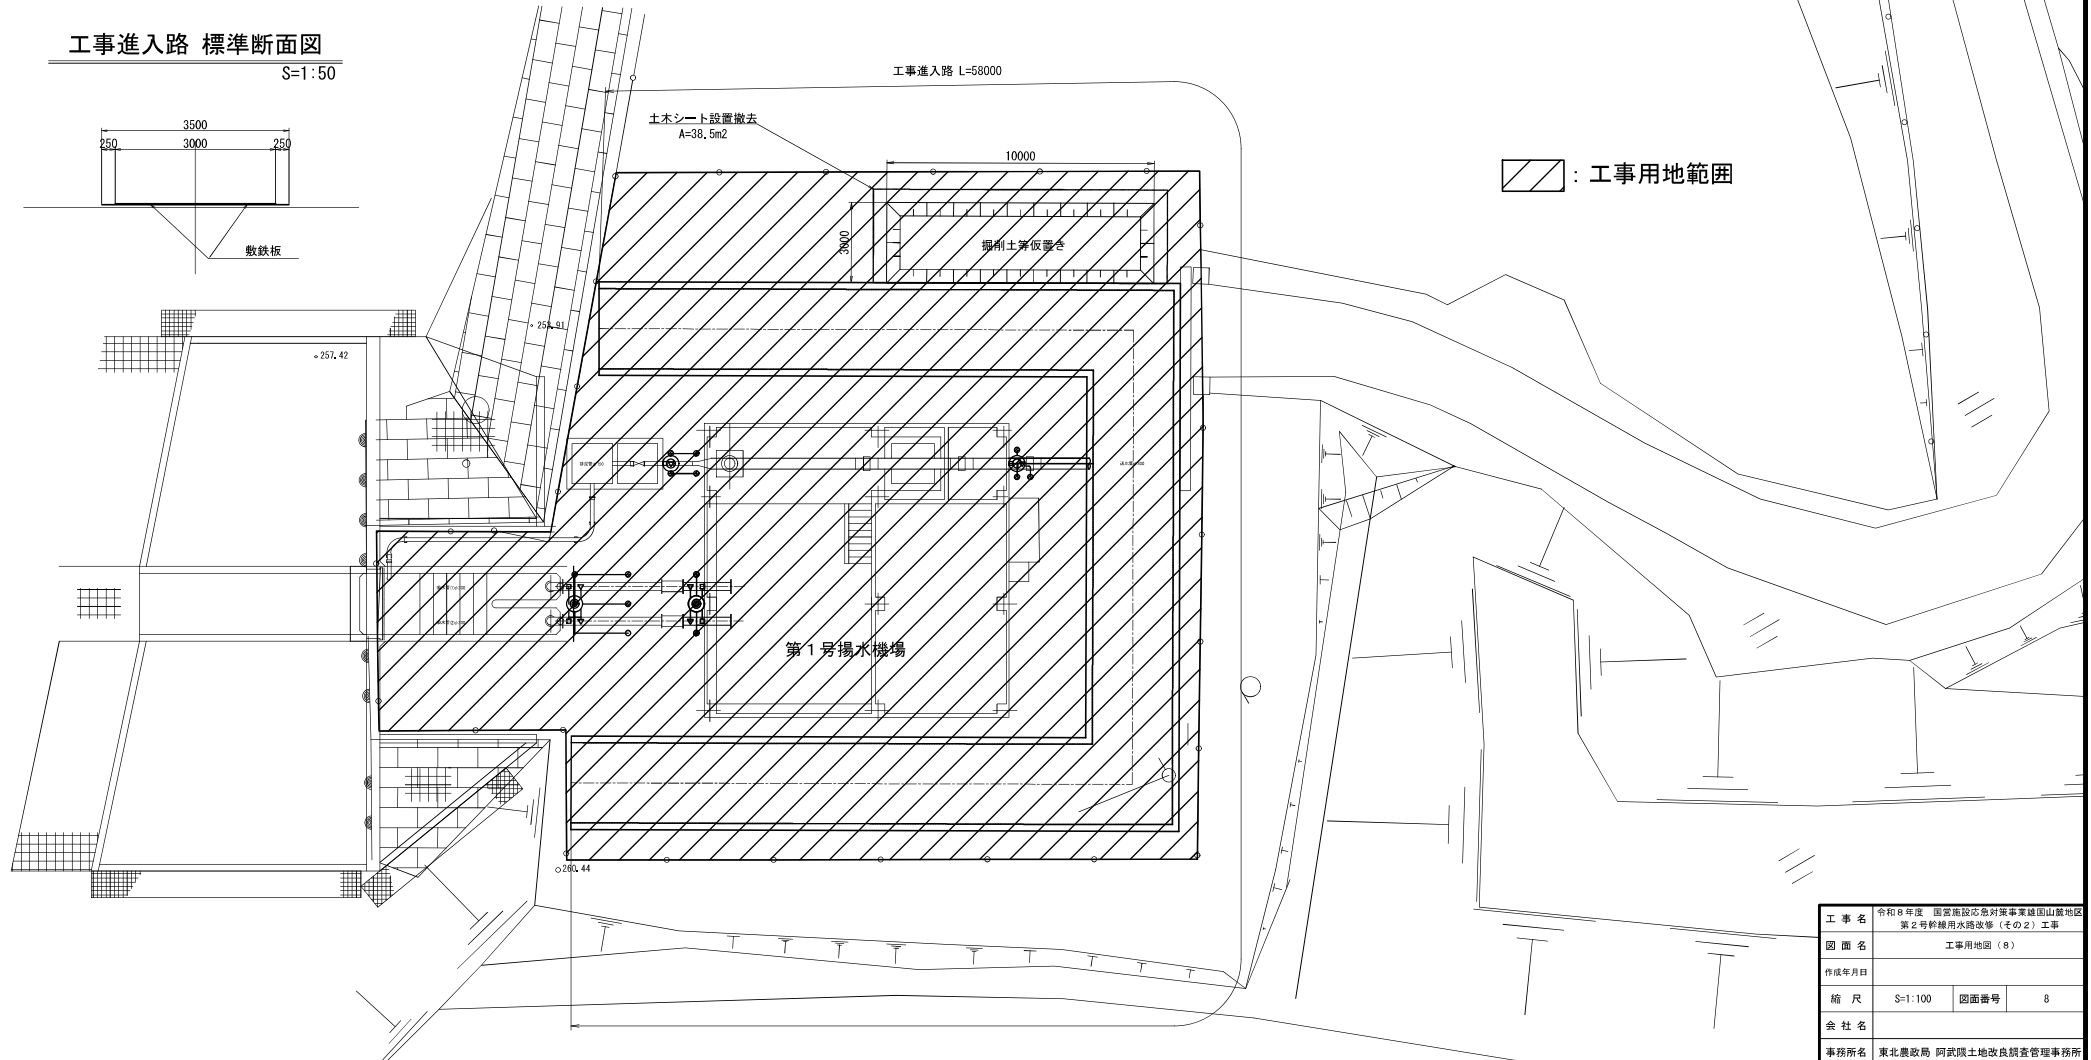 工事進入路 標準断面図
S=1:50
3500
250
3000
250
敷鉄板
工事進入路 L=58000
土木シート設置撤去
A=38.5m2
10000
3000
掘削土等仮置き
：工事用地範囲
257.42
第１号揚水機場
260.44
工事名
令和８年度 国営施設応急対策事業雄国山麓地区
第２号幹線用水路改修（その２）工事
図面名
工事用地図（８）
作成年月日
縮尺
S=1:100
図面番号
8
会社名
事務所名
東北農政局 阿武隈土地改良調査管理事務所